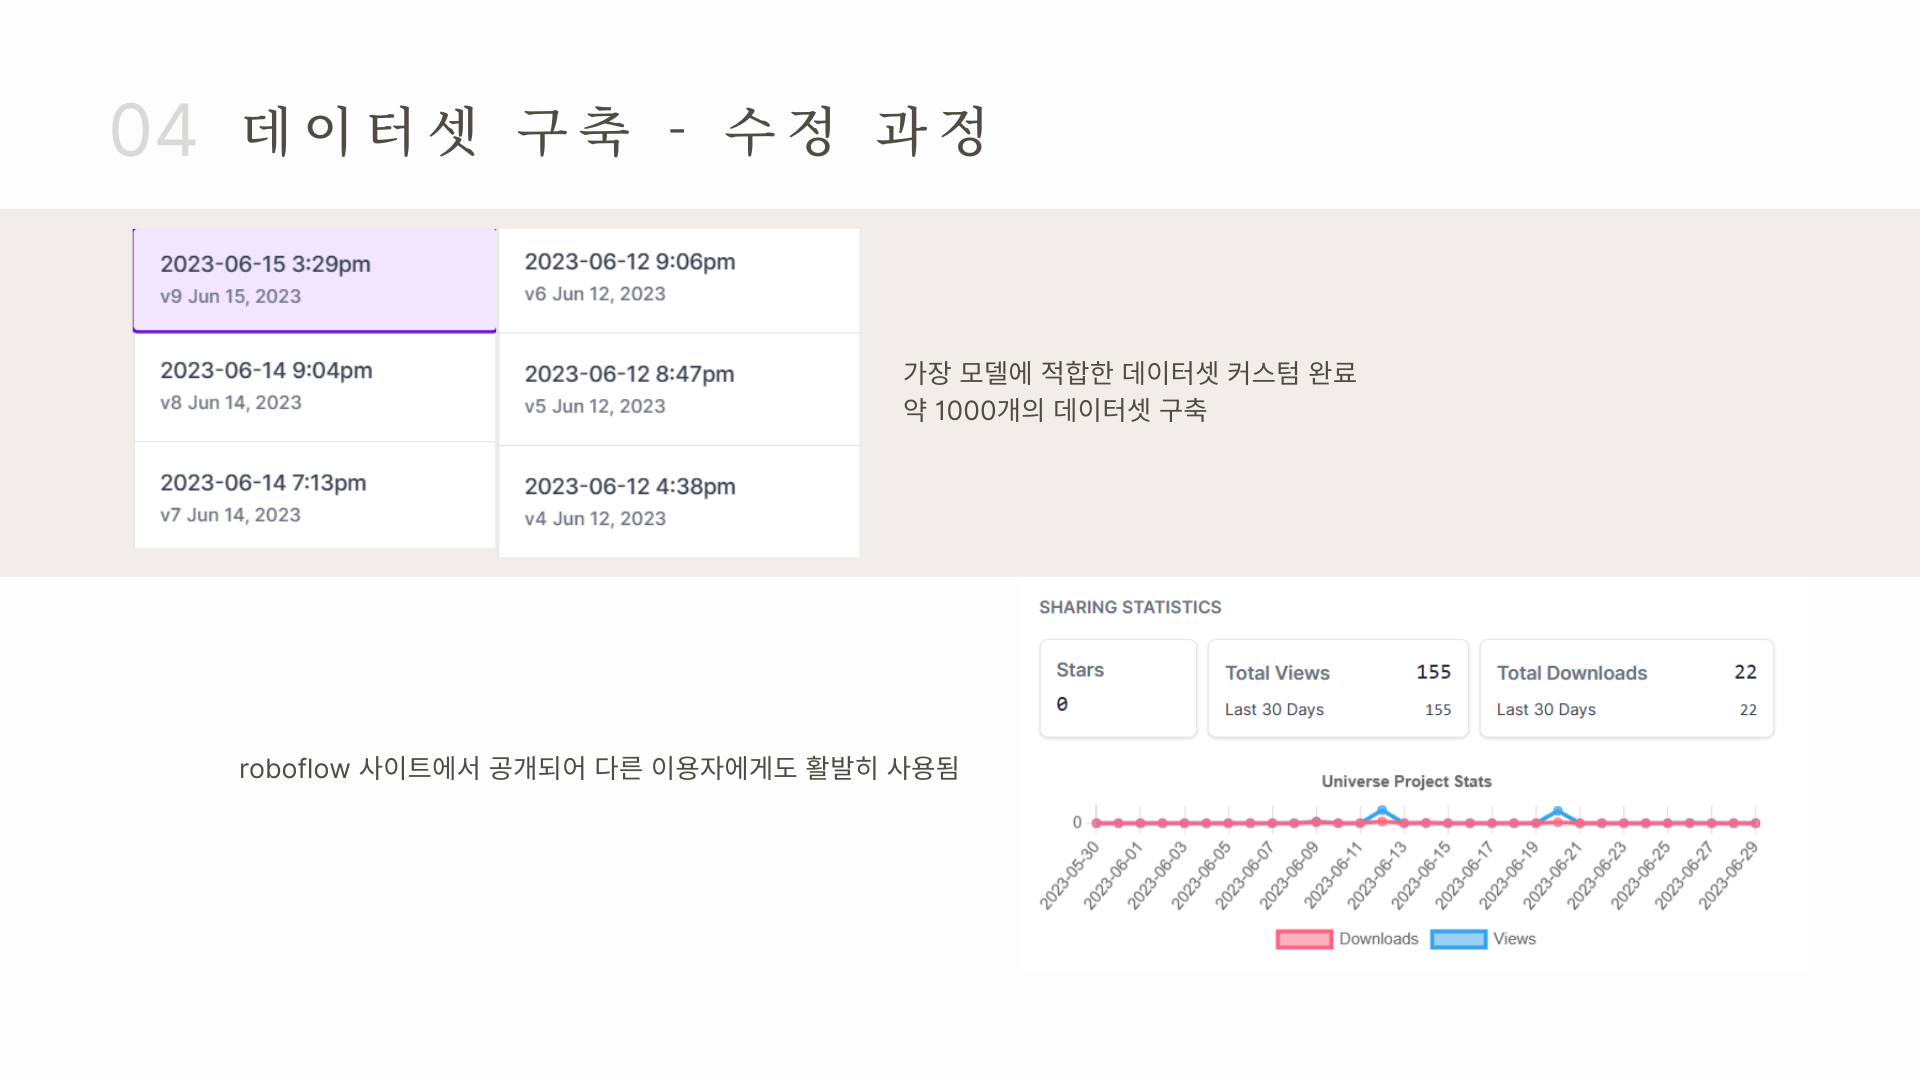 04 데이터셋 구축 - 수정 과정
2023-06-15 3:29pm
v9 Jun 15, 2023
2023-06-14 9:04pm
v8 Jun 14, 2023
2023-06-14 7:13pm
v7 Jun 14, 2023
2023-06-12 9:06pm
v6 Jun 12, 2023
2023-06-12 8:47pm
v5 Jun 12, 2023
2023-06-12 4:38pm
v4 Jun 12, 2023
가장 모델에 적합한 데이터셋 커스텀 완료
약 1000개의 데이터셋 구축
roboflow 사이트에서 공개되어 다른 이용자에게도 활발히 사용됨
SHARING STATISTICS
Stars
0
Total Views 155
Last 30 Days 155
Total Downloads 22
Last 30 Days 22
Universe Project Stats
0
2023-05-30
2023-06-01
2023-06-03
2023-06-05
2023-06-07
2023-06-09
2023-06-11
2023-06-13
2023-06-15
2023-06-17
2023-06-19
2023-06-21
2023-06-23
2023-06-25
2023-06-27
2023-06-29
Downloads Views